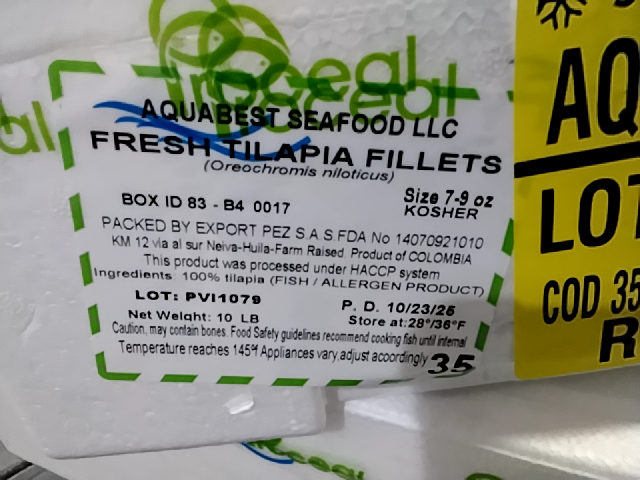 AQUABEST SEAFOOD LLC
FRESH TILAPIA FILLETS
(Oreochromis niloticus)
Size 7-9 oz
BOX ID 83 - B4 0017
KOSHER
PACKED BY EXPORT PEZ S.A.S.FDA No 14070921010
KM 12 via al sur Neiva-Huila-Farm Raised. Product of COLOMBIA
This product was processed under HACCP system
Ingredients: 100% tilapia (FISH / ALLERGEN PRODUCT)
LOT: PVI1079
P. D. 10/23/25
Net Weight: 10 LB
Store at:28°/36°F
Caution, may contain bones. Food Safety guidelines recommend cooking fish until internal
Temperature reaches 145°f Appliances vary,adjust acoordingly 35
AQ
LOT
COD 35
R